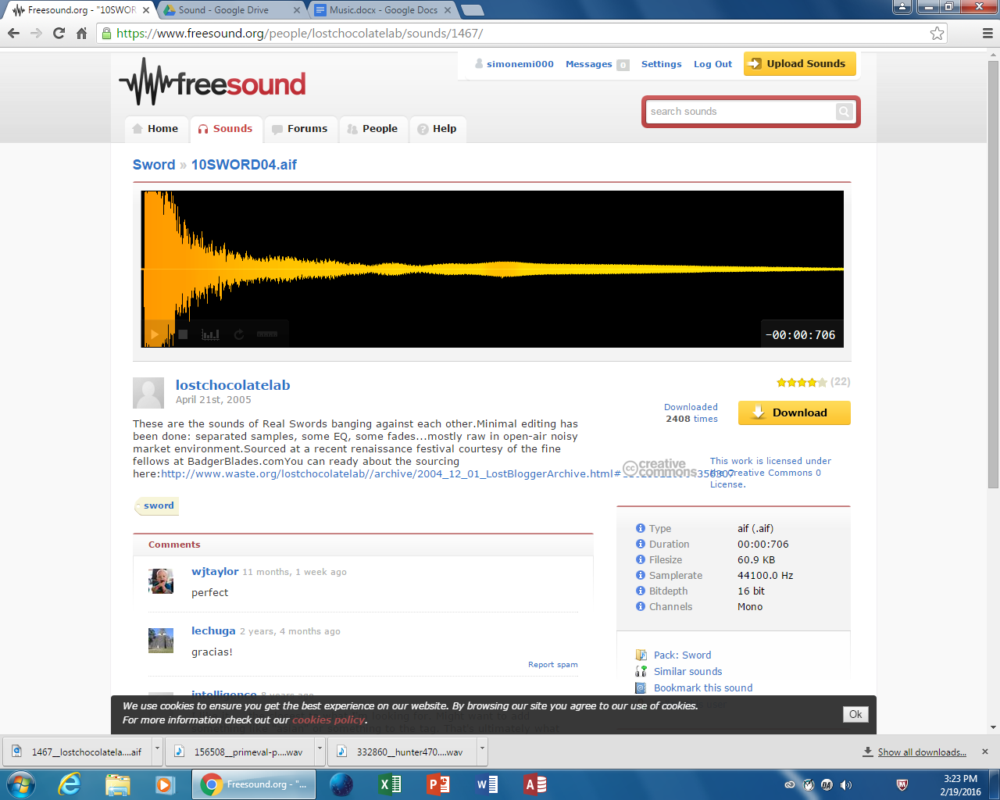 Freesound.org - "10SWOR
Sound - Google Drive
Music.docx - Google Docs
https://www.freesound.org/people/lostchocolatelab/sounds/1467/
simonemi000 Messages 0 Settings Log Out Upload Sounds
freesound
search sounds
Home Sounds Forums People Help
Sword » 10SWORD04.aif
-00:00:706
lostchocolatelab
April 21st, 2005
(22)
Downloaded
2408 times
Download
These are the sounds of Real Swords banging against each other.Minimal editing has
been done: separated samples, some EQ, some fades...mostly raw in open-air noisy
market environment.Sourced at a recent renaissance festival courtesy of the fine
fellows at BadgerBlades.comYou can ready about the sourcing
here:http://www.waste.org/lostchocolatelab//archive/2004_12_01_LostBloggerArchive.html#
cc creative commons
This work is licensed under
the Creative Commons 0
License.
sword
Comments
wjtaylor 11 months, 1 week ago
perfect
lechuga 2 years, 4 months ago
gracias!
Report spam
intelligence 8 years ago
Type aif (.aif)
Duration 00:00:706
Filesize 60.9 KB
Samplerate 44100.0 Hz
Bitdepth 16 bit
Channels Mono
Pack: Sword
Similar sounds
Bookmark this sound
We use cookies to ensure you get the best experience on our website. By browsing our site you agree to our use of cookies.
For more information check out our cookies policy.
Ok
1467__lostchocolatela....aif
156508__primeval-p....wav
332860__hunter470....wav
Show all downloads...
Freesound.org - "...
3:23 PM
2/19/2016